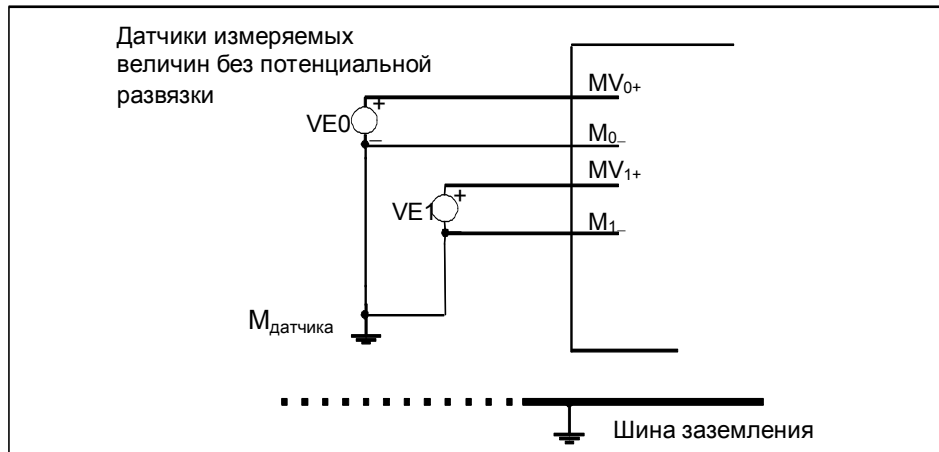 Датчики измеряемых
величин без потенциальной
развязки
MV0+
VE0
+
–
M0–
MV1+
VE1
+
–
M1–
Mдатчика
Шина заземления